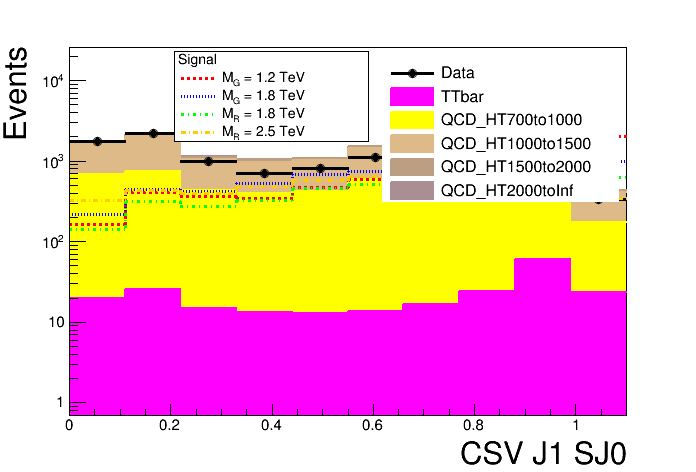 Events
Signal
M_G = 1.2 TeV
M_G = 1.8 TeV
M_R = 1.8 TeV
M_R = 2.5 TeV
Data
TTbar
QCD_HT700to1000
QCD_HT1000to1500
QCD_HT1500to2000
QCD_HT2000toInf
10^4
10^3
10^2
10
1
0 0.2 0.4 0.6 0.8 1
CSV J1 SJ0